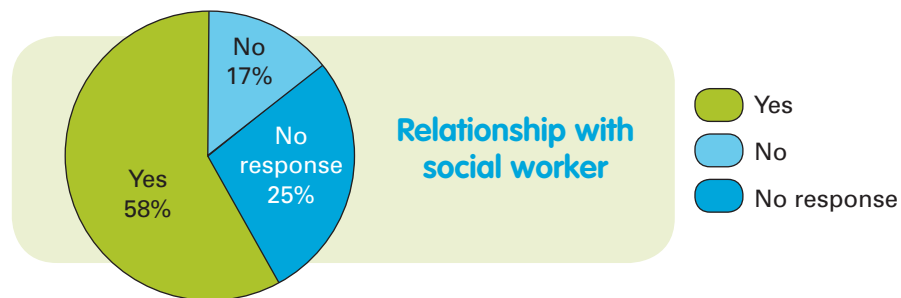 No
17%
No
response
25%
Yes
58%
Relationship with
social worker
Yes
No
No response